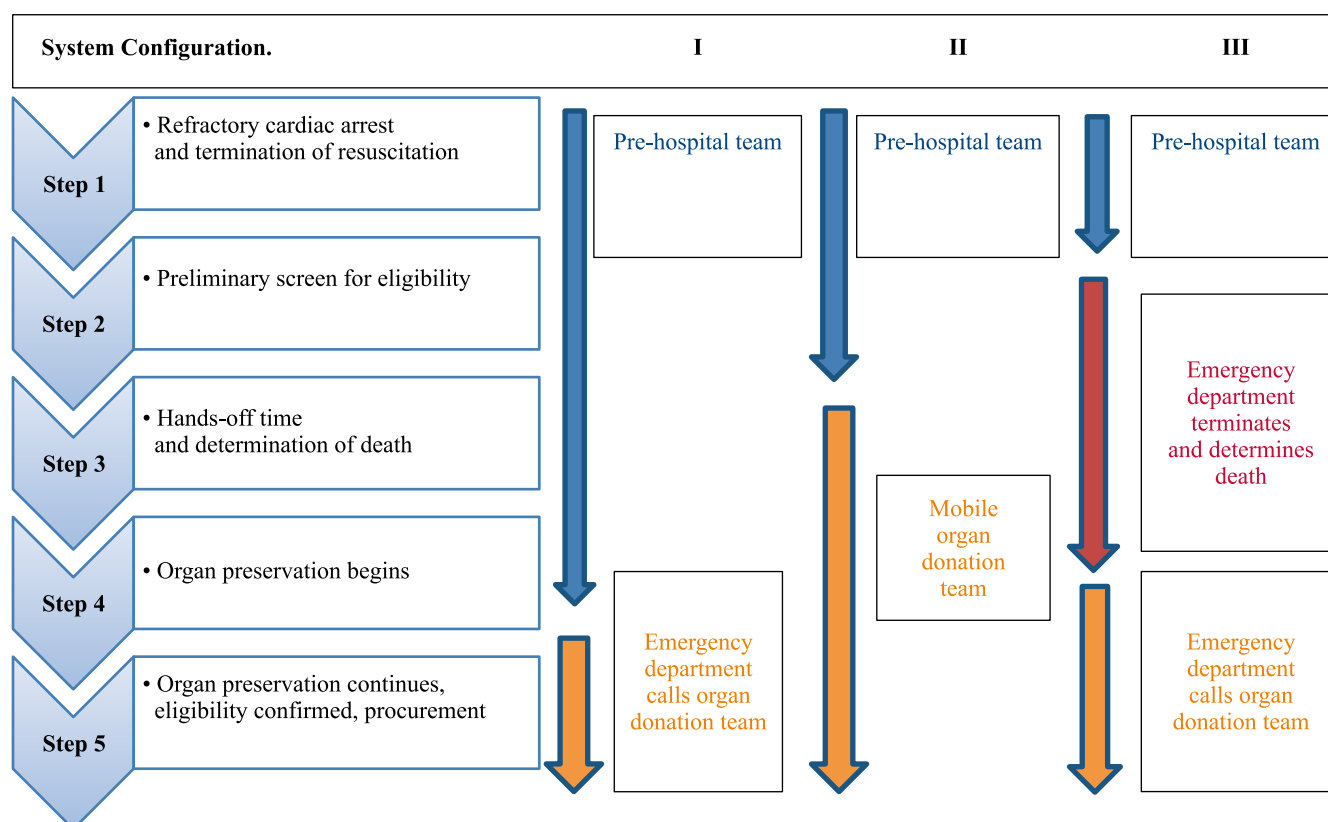 System Configuration. I II III
Step 1
• Refractory cardiac arrest
and termination of resuscitation
Step 2
• Preliminary screen for eligibility
Step 3
• Hands-off time
and determination of death
Step 4
• Organ preservation begins
Step 5
• Organ preservation continues,
eligibility confirmed, procurement
Pre-hospital team
Emergency
department
calls organ
donation team
Pre-hospital team
Mobile
organ
donation
team
Pre-hospital team
Emergency
department
terminates
and determines
death
Emergency
department
calls organ
donation team